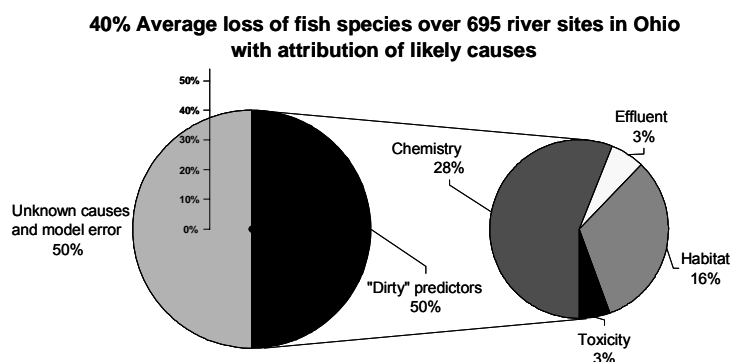 40% Average loss of fish species over 695 river sites in Ohio
with attribution of likely causes
50%
40%
30%
20%
10%
0%
Unknown causes
and model error
50%
"Dirty" predictors
50%
Chemistry
28%
Effluent
3%
Habitat
16%
Toxicity
3%